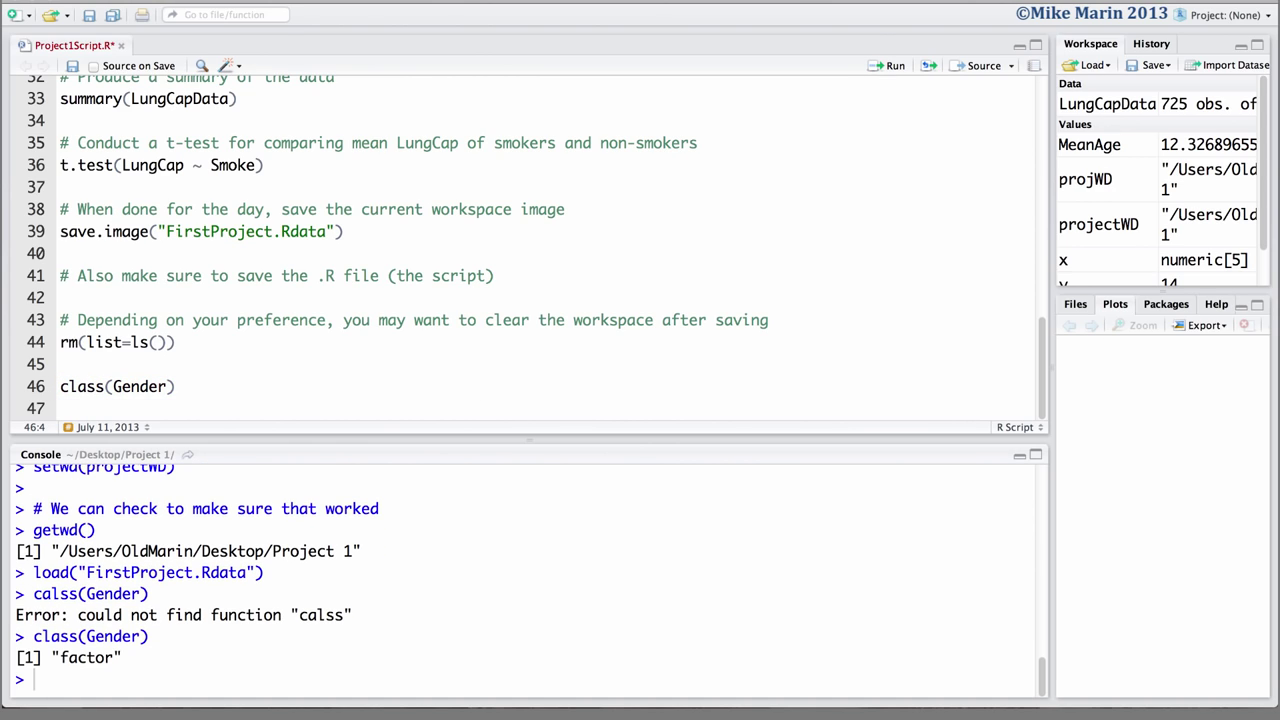 Go to file/function
©Mike Marin 2013
Project: (None)
Project1Script.R*
Source on Save
Run
Source
32 # Produce a summary of the data
33 summary(LungCapData)
34
35 # Conduct a t-test for comparing mean LungCap of smokers and non-smokers
36 t.test(LungCap ~ Smoke)
37
38 # When done for the day, save the current workspace image
39 save.image("FirstProject.Rdata")
40
41 # Also make sure to save the .R file (the script)
42
43 # Depending on your preference, you may want to clear the workspace after saving
44 rm(list=ls())
45
46 class(Gender)
47
46:4 July 11, 2013 R Script
Console ~/Desktop/Project 1/
> setwd(projectWD)
>
> # We can check to make sure that worked
> getwd()
[1] "/Users/OldMarin/Desktop/Project 1"
> load("FirstProject.Rdata")
> calss(Gender)
Error: could not find function "calss"
> class(Gender)
[1] "factor"
>
Workspace History
Load Save Import Datase
Data
LungCapData 725 obs. of
Values
MeanAge 12.32689655
projWD "/Users/Old
1"
projectWD "/Users/Old
1"
x numeric[5]
y 14
Files Plots Packages Help
Zoom Export